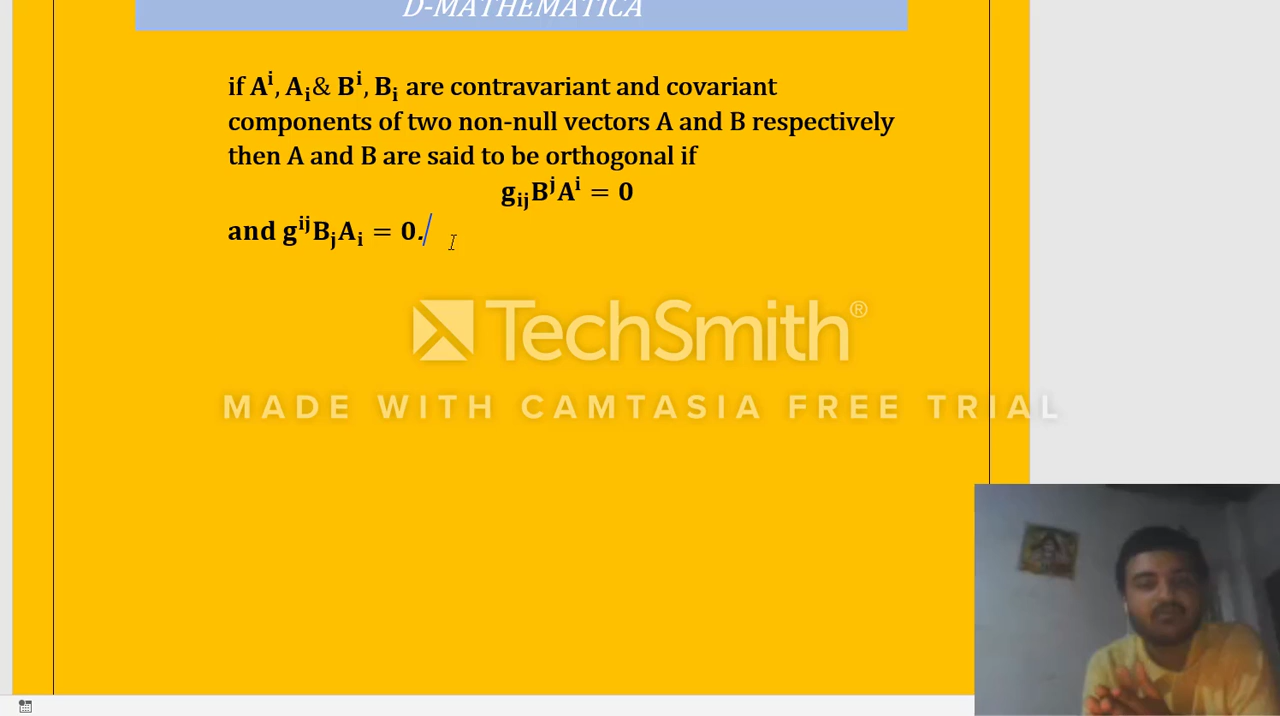 D-MATHEMATICA
if Aⁱ, Aᵢ& Bⁱ, Bᵢ are contravariant and covariant
components of two non-null vectors A and B respectively
then A and B are said to be orthogonal if
gᵢⱼBʲAⁱ = 0
and gⁱʲBⱼAᵢ = 0.
TechSmith®
MADE WITH CAMTASIA FREE TRIAL